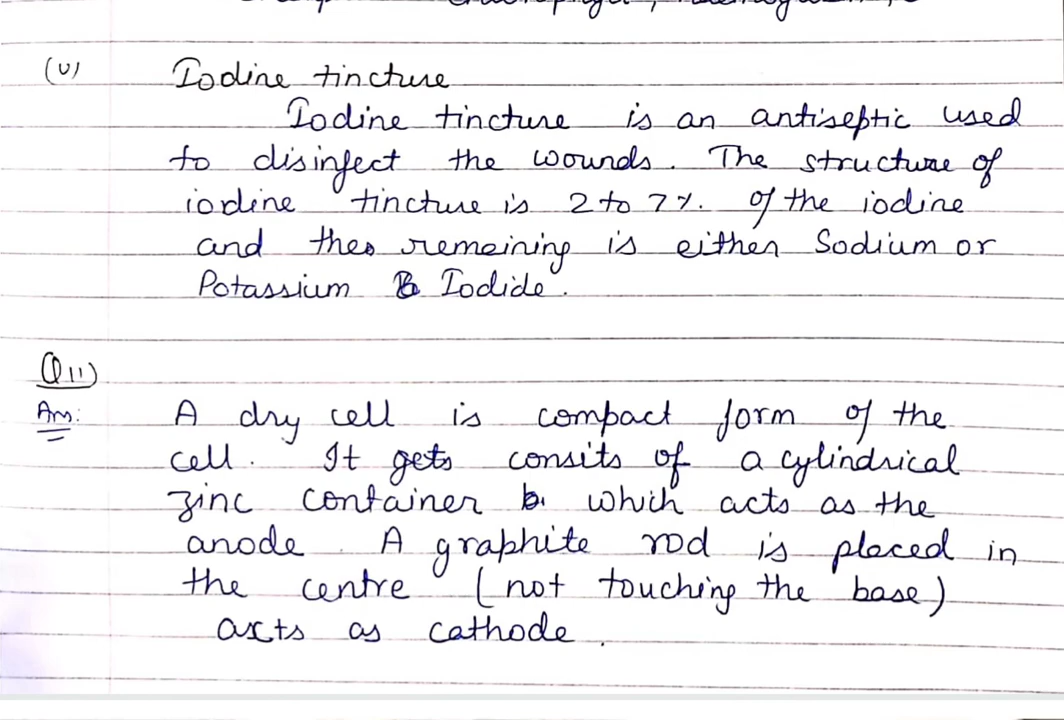 (v) Iodine tincture
Iodine tincture is an antiseptic used
to disinfect the wounds. The structure of
iodine tincture is 2 to 7%. of the iodine
and the remaining is either Sodium or
Potassium Iodide.
Q11)
Ans: A dry cell is compact form of the
cell. It gets consits of a cylindrical
zinc container which acts as the
anode. A graphite rod is placed in
the centre (not touching the base)
acts as cathode.